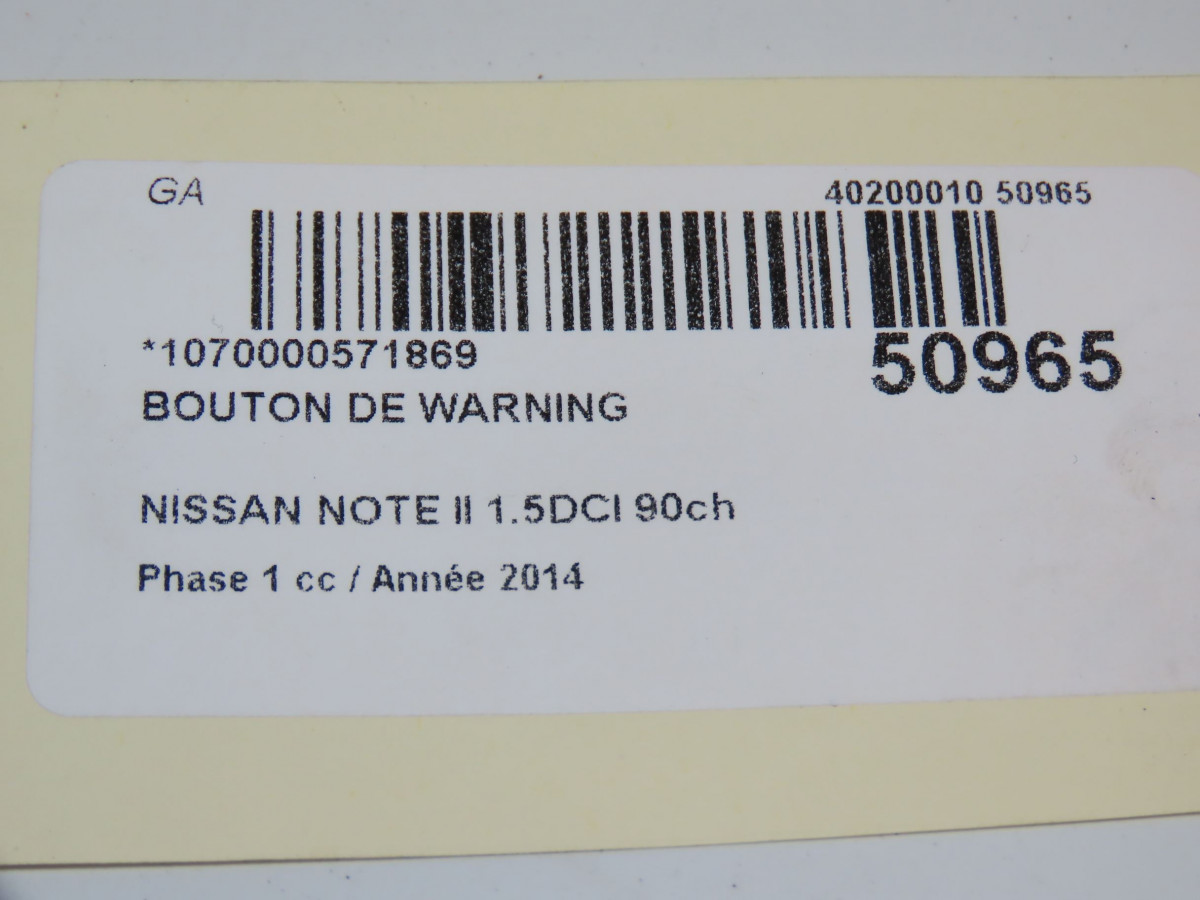 GA 40200010 50965
*1070000571869 50965
BOUTON DE WARNING
NISSAN NOTE II 1.5DCI 90ch
Phase 1 cc / Année 2014